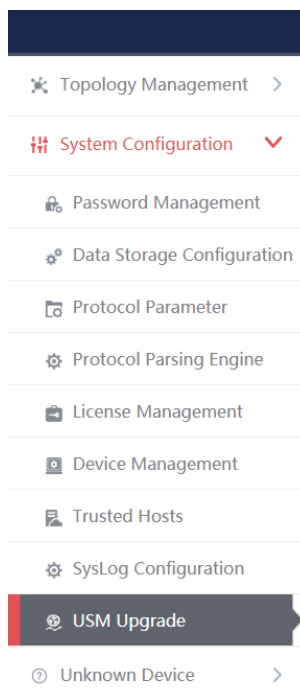 Topology Management
System Configuration
Password Management
Data Storage Configuration
Protocol Parameter
Protocol Parsing Engine
License Management
Device Management
Trusted Hosts
SysLog Configuration
USM Upgrade
Unknown Device